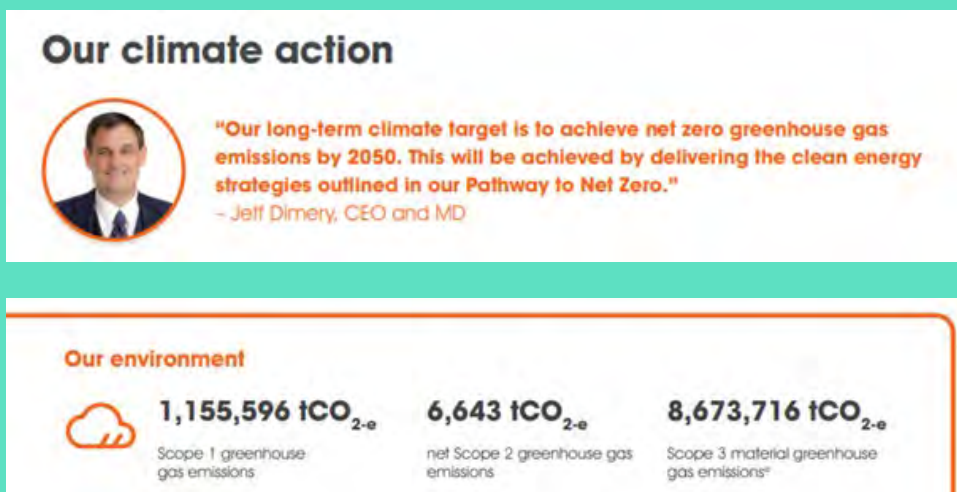 Our climate action
"Our long-term climate target is to achieve net zero greenhouse gas
emissions by 2050. This will be achieved by delivering the clean energy
strategies outlined in our Pathway to Net Zero."
– Jeff Dimery, CEO and MD
Our environment
1,155,596 tCO2-e
6,643 tCO2-e
8,673,716 tCO2-e
Scope 1 greenhouse
gas emissions
net Scope 2 greenhouse gas
emissions
Scope 3 material greenhouse
gas emissions